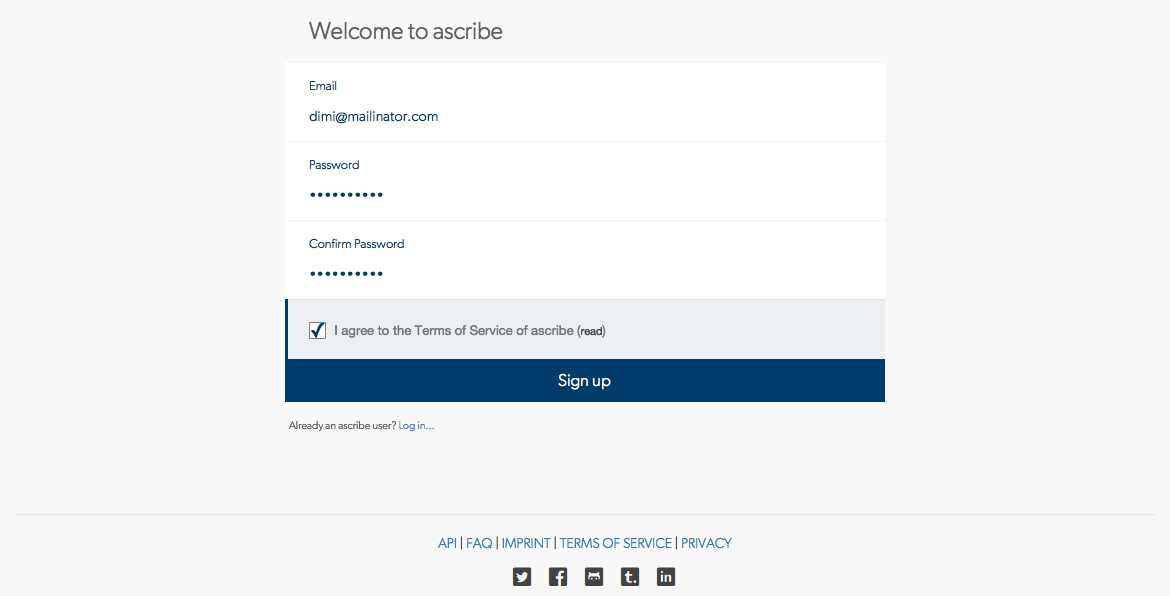 Welcome to ascribe
Email
dimi@mailinator.com
Password
••••••••••
Confirm Password
••••••••••
I agree to the Terms of Service of ascribe (read)
Sign up
Already an ascribe user? Log in...
API | FAQ | IMPRINT | TERMS OF SERVICE | PRIVACY